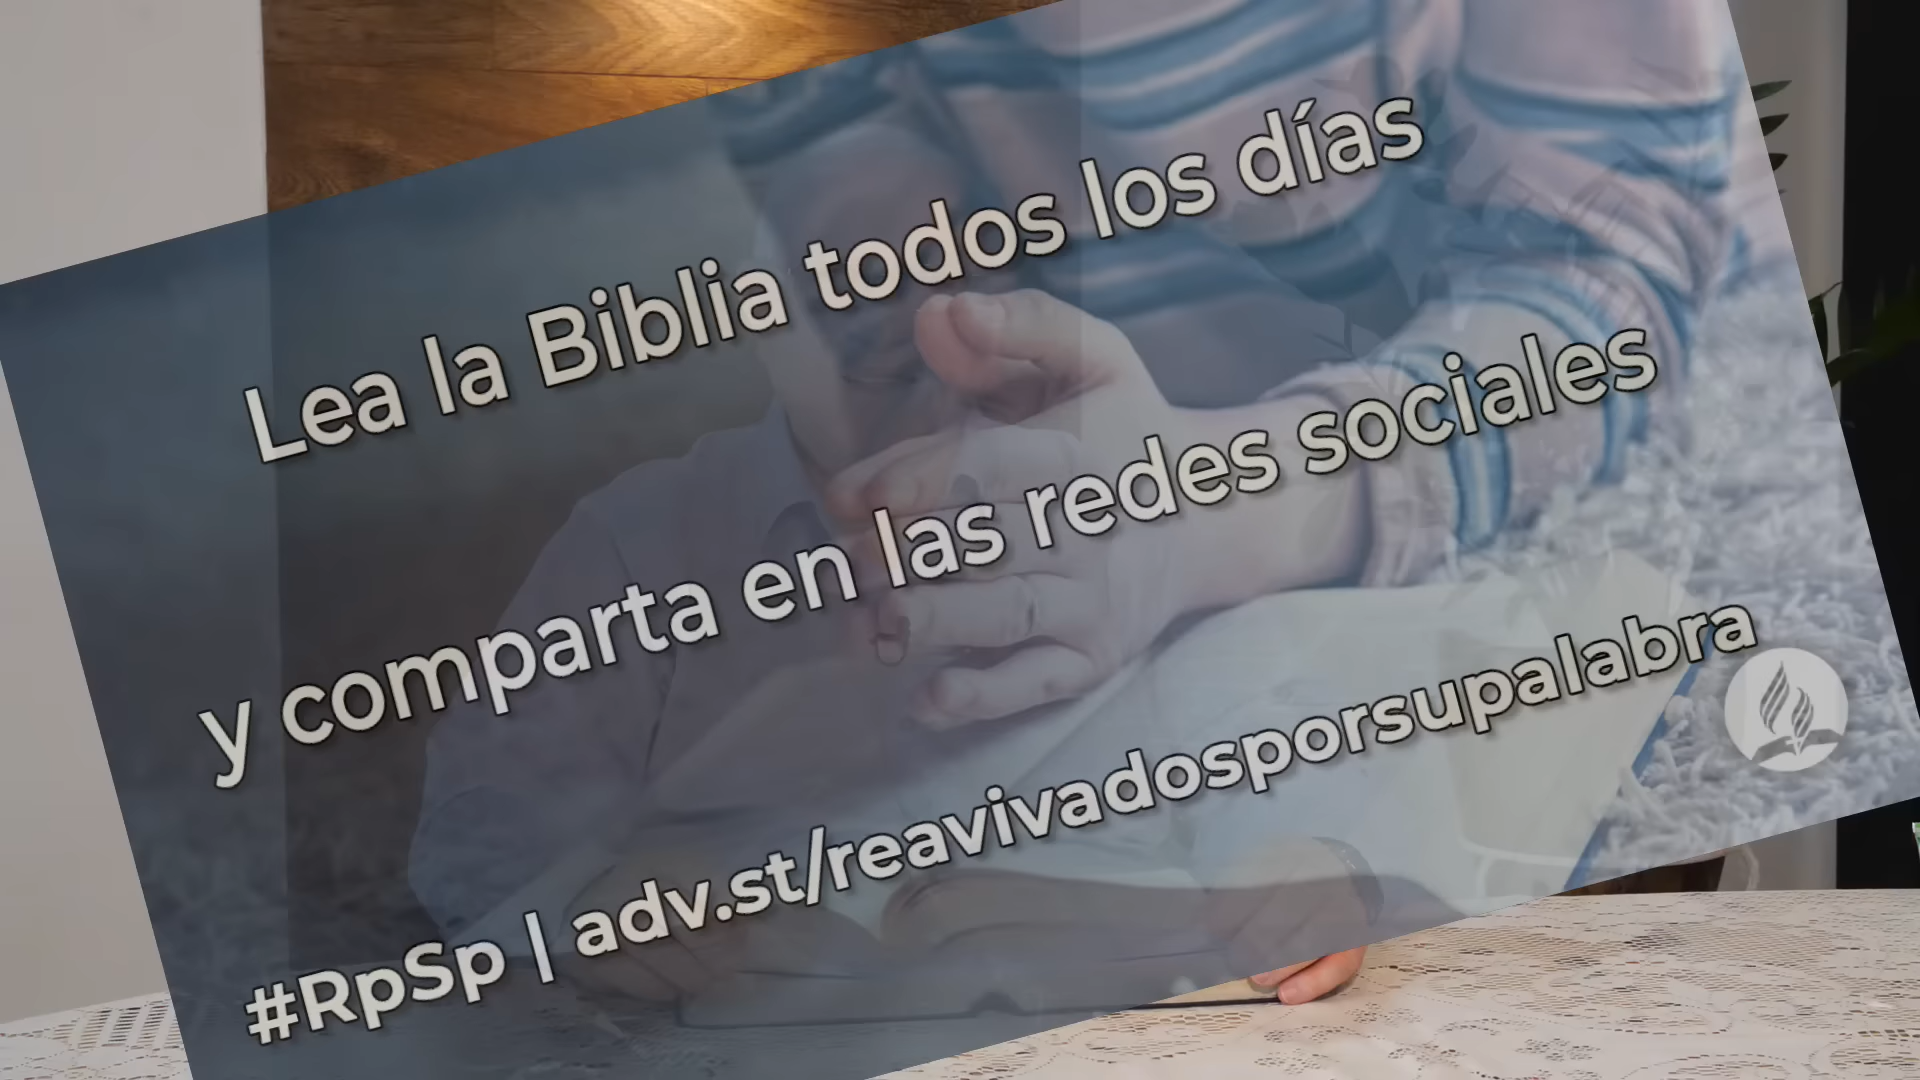 Lea la Biblia todos los días
y comparta en las redes sociales
#RpSp | adv.st/reavivadosporsupalabra